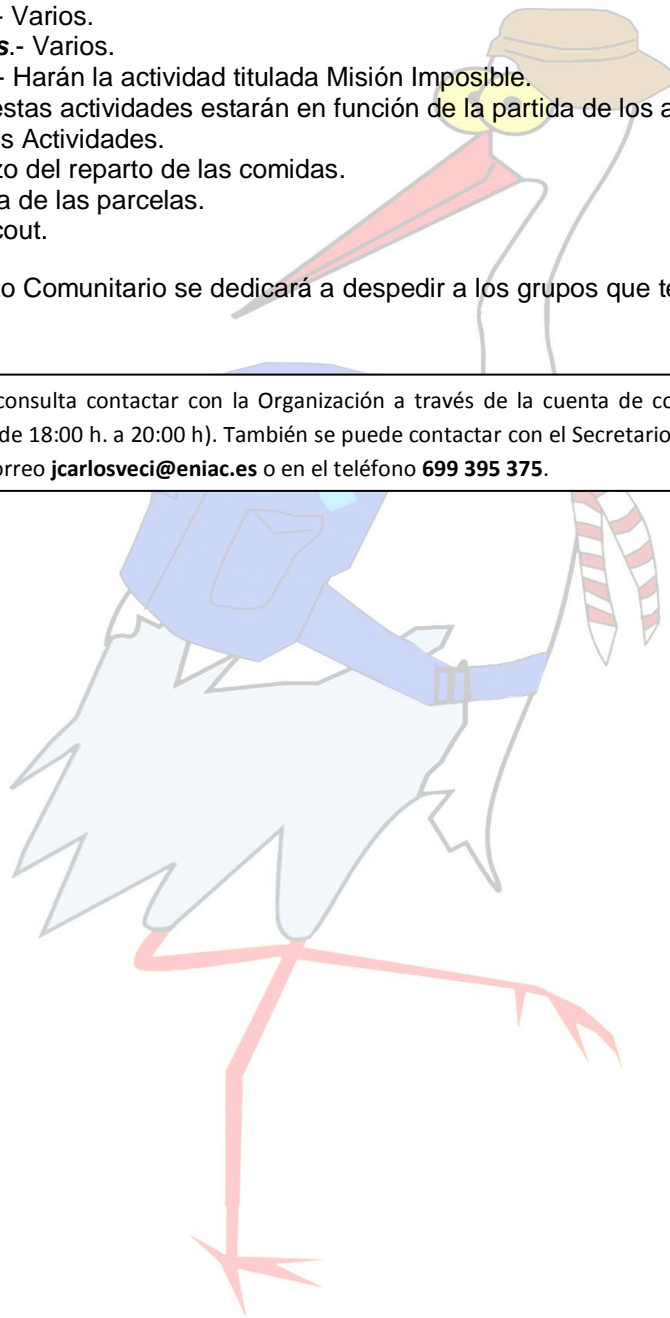 - Varios.
s.- Varios.
- Harán la actividad titulada Misión Imposible.
estas actividades estarán en función de la partida de los a
s Actividades.
zo del reparto de las comidas.
a de las parcelas.
cout.
o Comunitario se dedicará a despedir a los grupos que te
consulta contactar con la Organización a través de la cuenta de co
de 18:00 h. a 20:00 h). También se puede contactar con el Secretario
orreo jcarlosveci@eniac.es o en el teléfono 699 395 375.